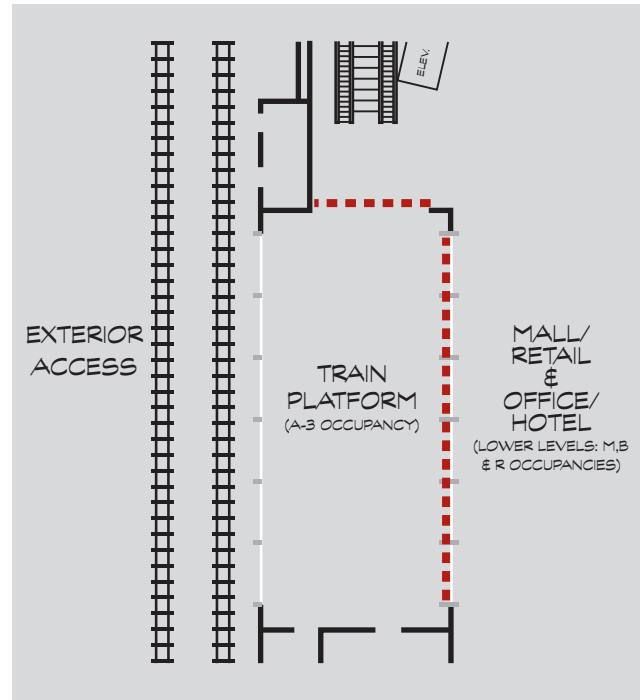 ELEV.
EXTERIOR
ACCESS
TRAIN
PLATFORM
(A-3 OCCUPANCY)
MALL/
RETAIL
&
OFFICE/
HOTEL
(LOWER LEVELS: M,B
& R OCCUPANCIES)